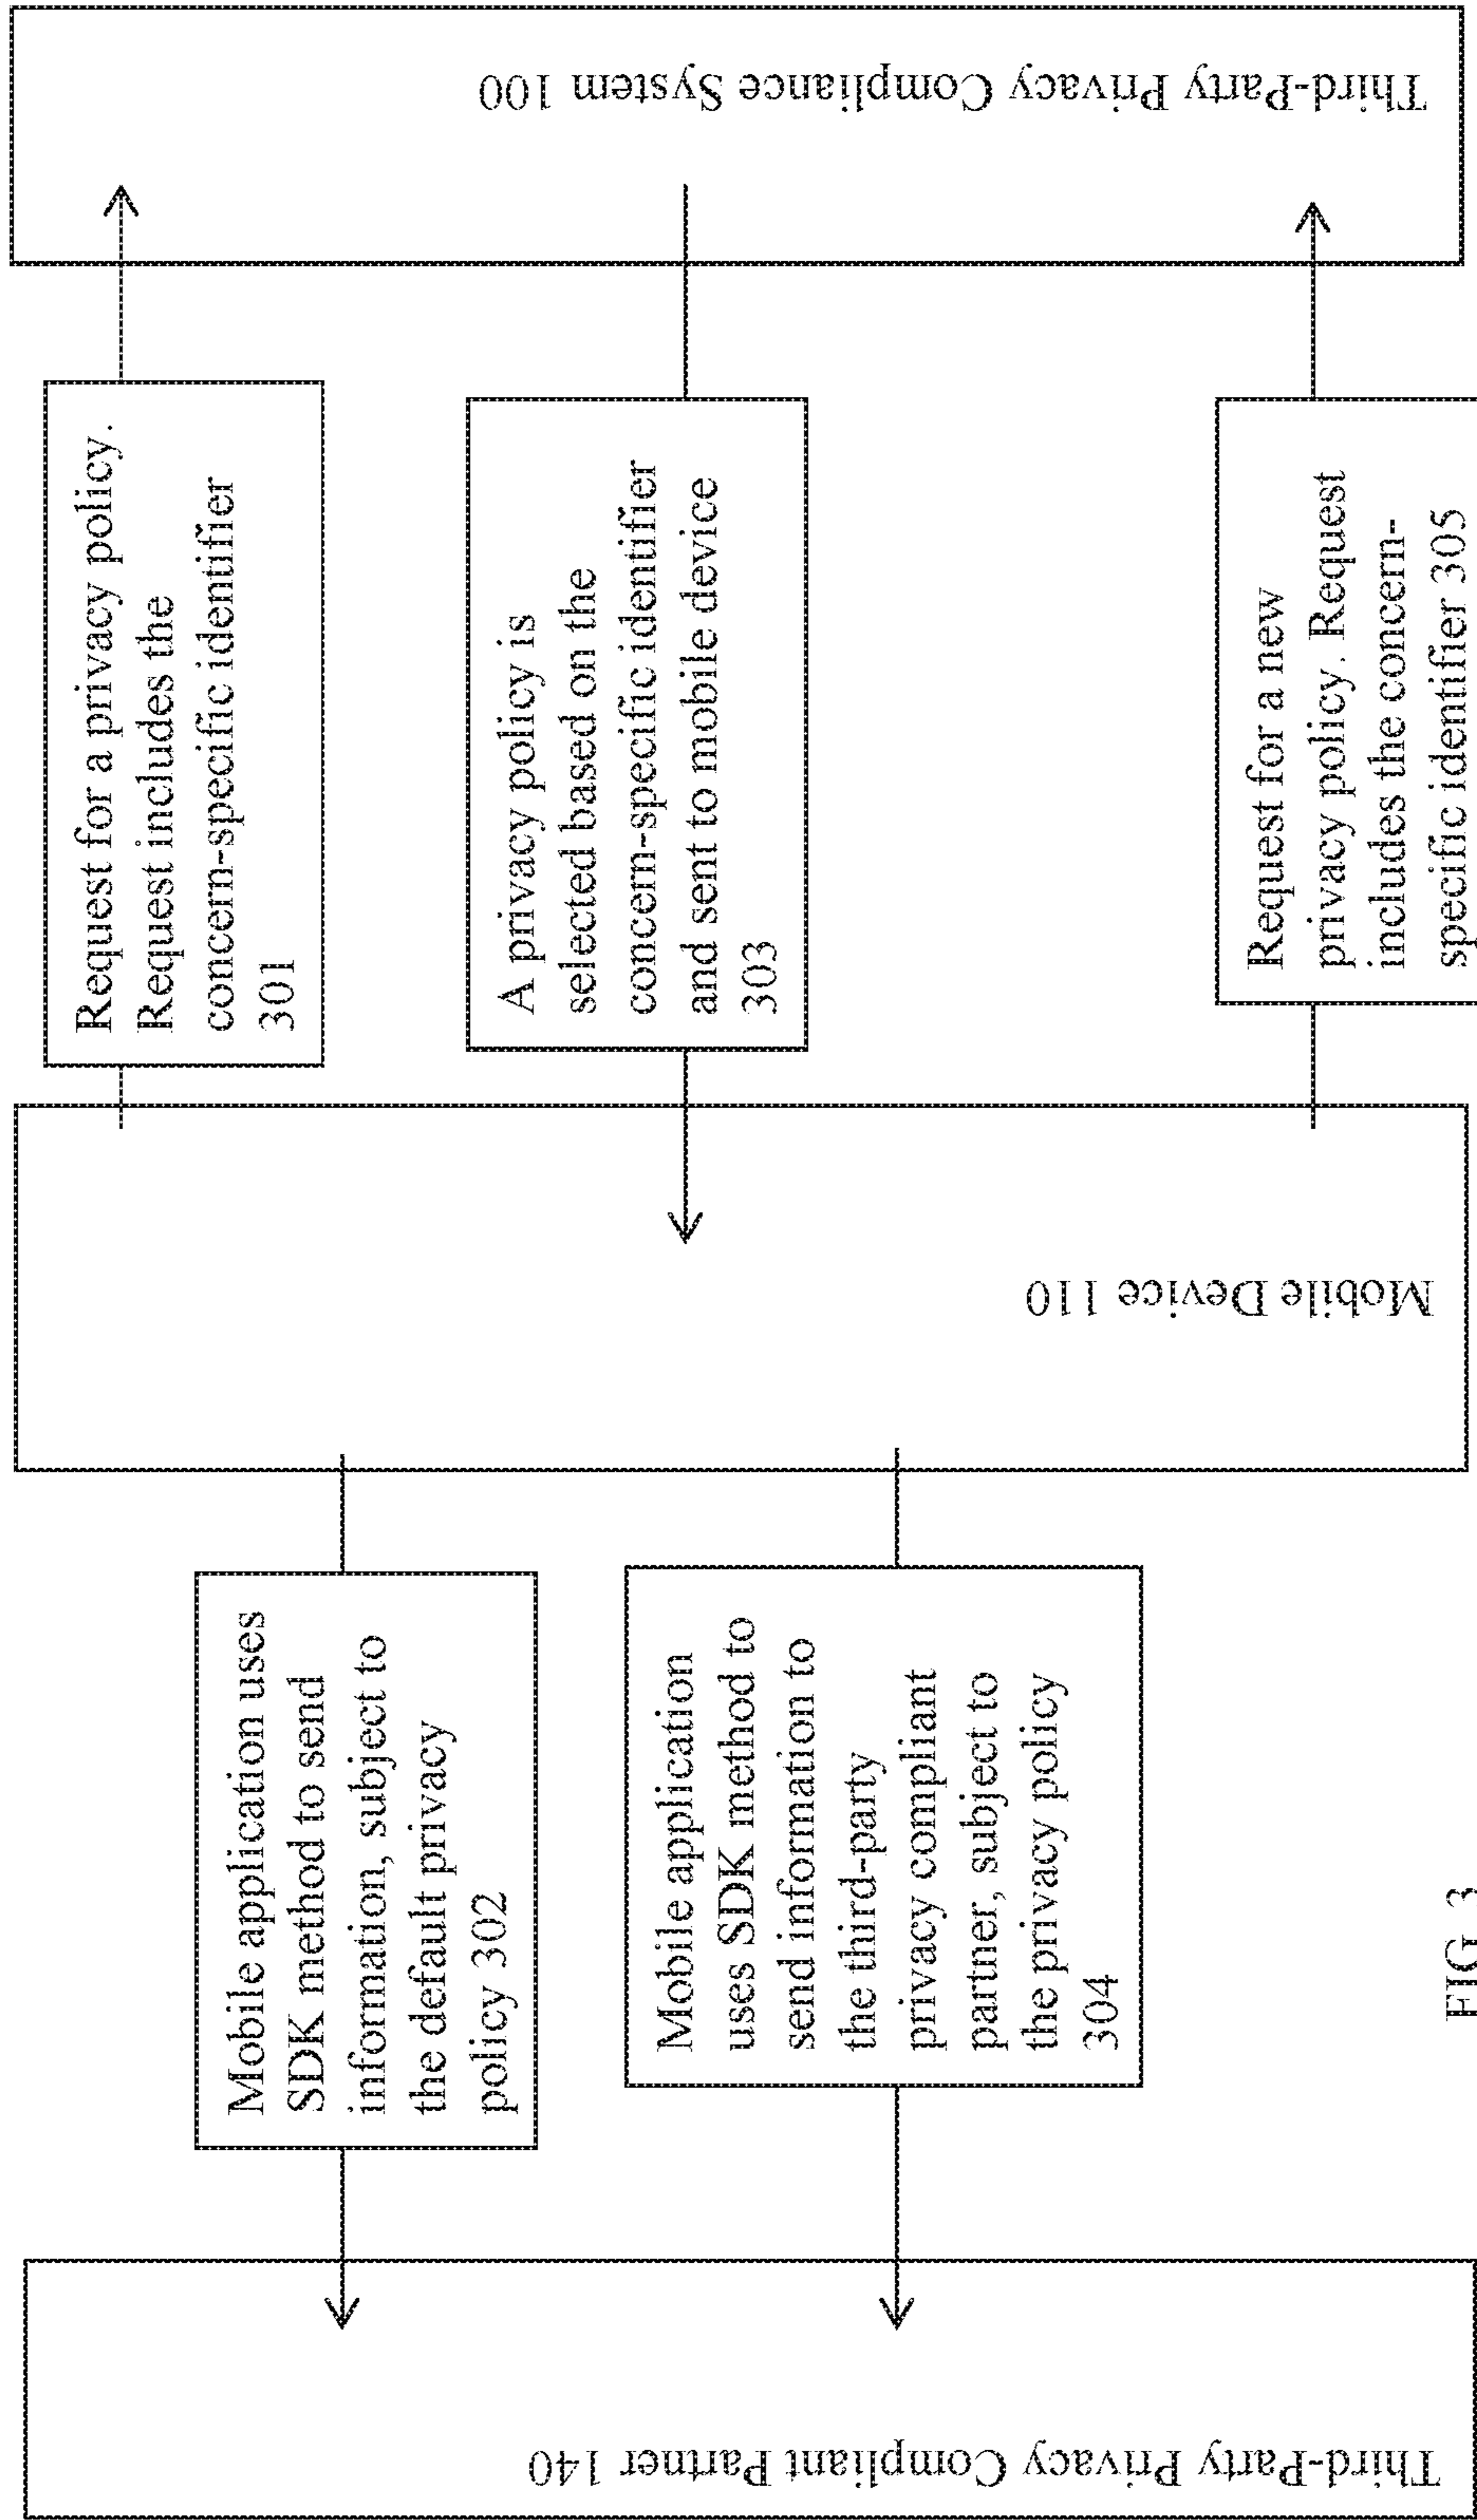 Third-Party Privacy Compliant Partner 140
Mobile application uses
SDK method to send
information, subject to
the default privacy
policy 302
Mobile application
uses SDK method to
send information to
the third-party
privacy compliant
partner, subject to
the privacy policy
304
Mobile Device 110
Request for a privacy policy.
Request includes the
concern-specific identifier
301
A privacy policy is
selected based on the
concern-specific identifier
and sent to mobile device
303
Request for a new
privacy policy. Request
includes the concern-
specific identifier 305
Third-Party Privacy Compliance System 100
FIG. 3